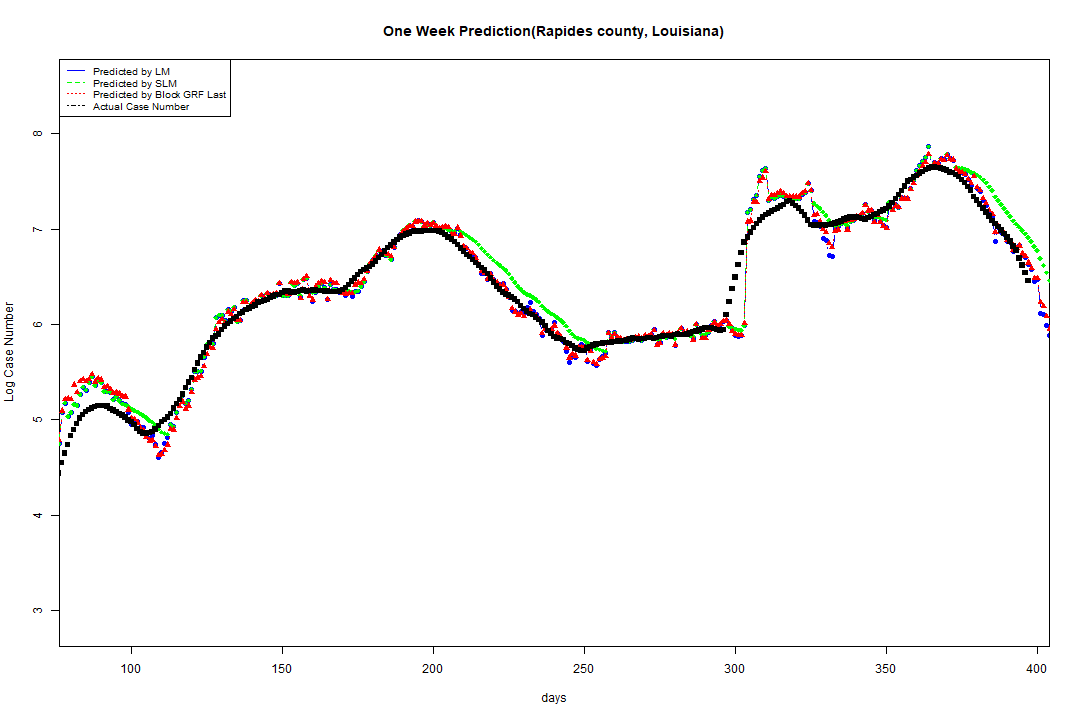 One Week Prediction(Rapides county, Louisiana)
Predicted by LM
Predicted by SLM
Predicted by Block GRF Last
Actual Case Number
8
7
6
5
4
3
Log Case Number
100 150 200 250 300 350 400
days